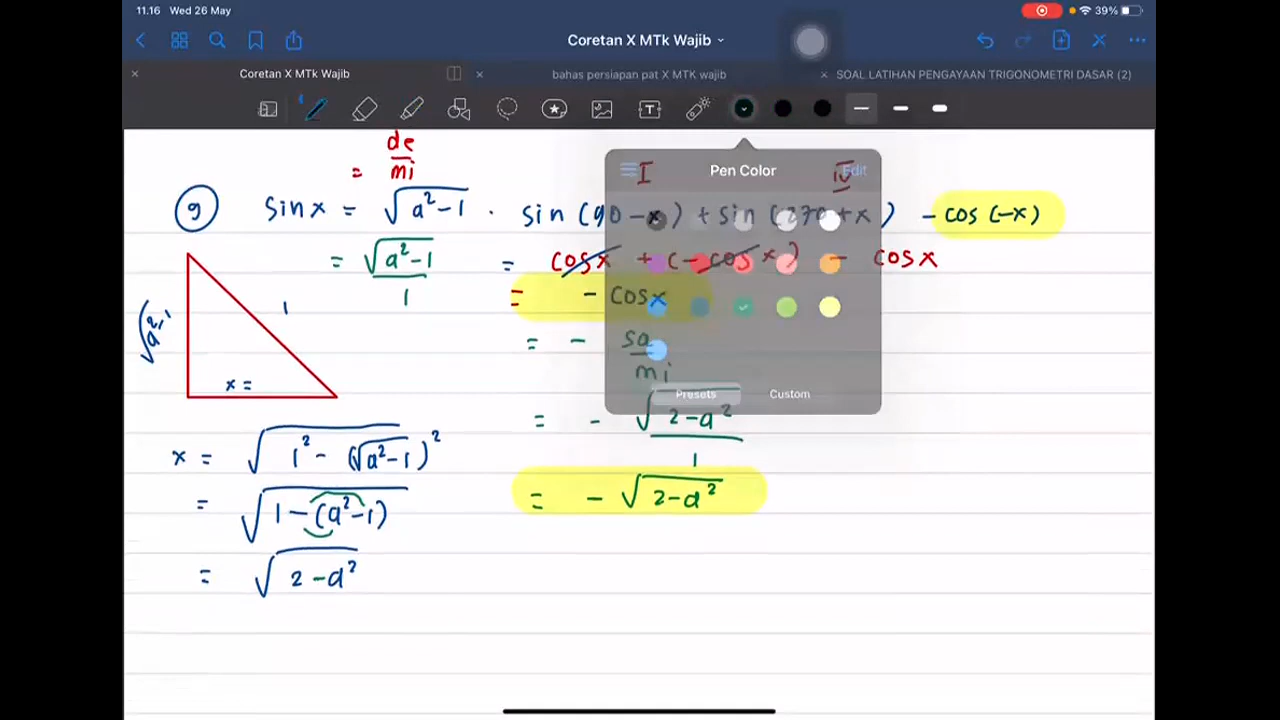 11.16 Wed 26 May
39%
Coretan X MTk Wajib
Coretan X MTk Wajib
bahas persiapan pat X MTK wajib
SOAL LATIHAN PENGAYAAN TRIGONOMETRI DASAR (2)
Pen Color
Edit
Presets
Custom
= de/mi
I
IV
9
sin x = √(a²-1) . sin (90-x) + sin (270+x) - cos (-x)
= √(a²-1)/1
= cos x + (-cos x) - cos x
= - cos x
= - sa/mi
= - √(2-a²)/1
= - √(2-a²)
√a²-1
1
x =
x = √(1² - (√(a²-1))²)
= √(1-(a²-1))
= √(2-a²)